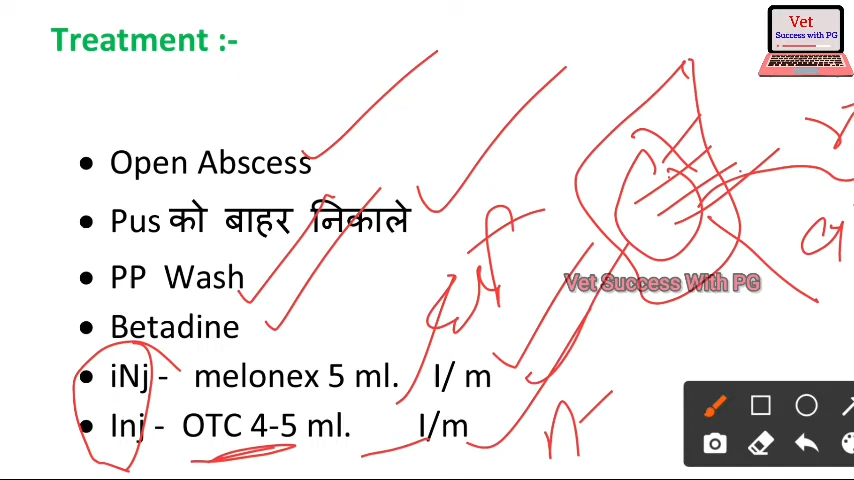 Treatment :-
Vet
Success with PG
• Open Abscess
• Pus को बाहर निकाले
• PP Wash
Vet Success With PG
• Betadine
• iNj - melonex 5 ml. I/ m
• Inj - OTC 4-5 ml. I/m